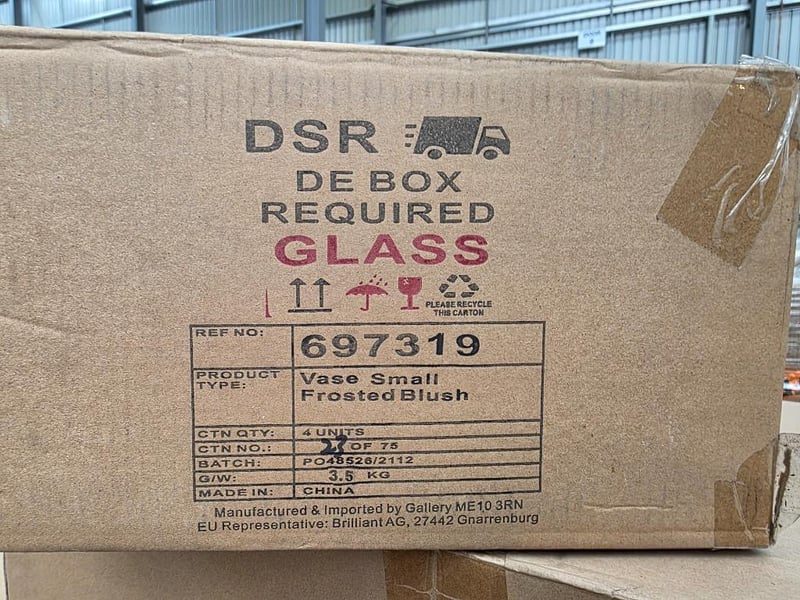 DSR
DE BOX
REQUIRED
GLASS
PLEASE RECYCLE
THIS CARTON
REF NO: 697319
PRODUCT TYPE: Vase Small
Frosted Blush
CTN QTY: 4 UNITS
CTN NO.: 23 OF 75
BATCH: PO48526/2112
G/W: 3.5 KG
MADE IN: CHINA
Manufactured & Imported by Gallery ME10 3RN
EU Representative: Brilliant AG, 27442 Gnarrenburg